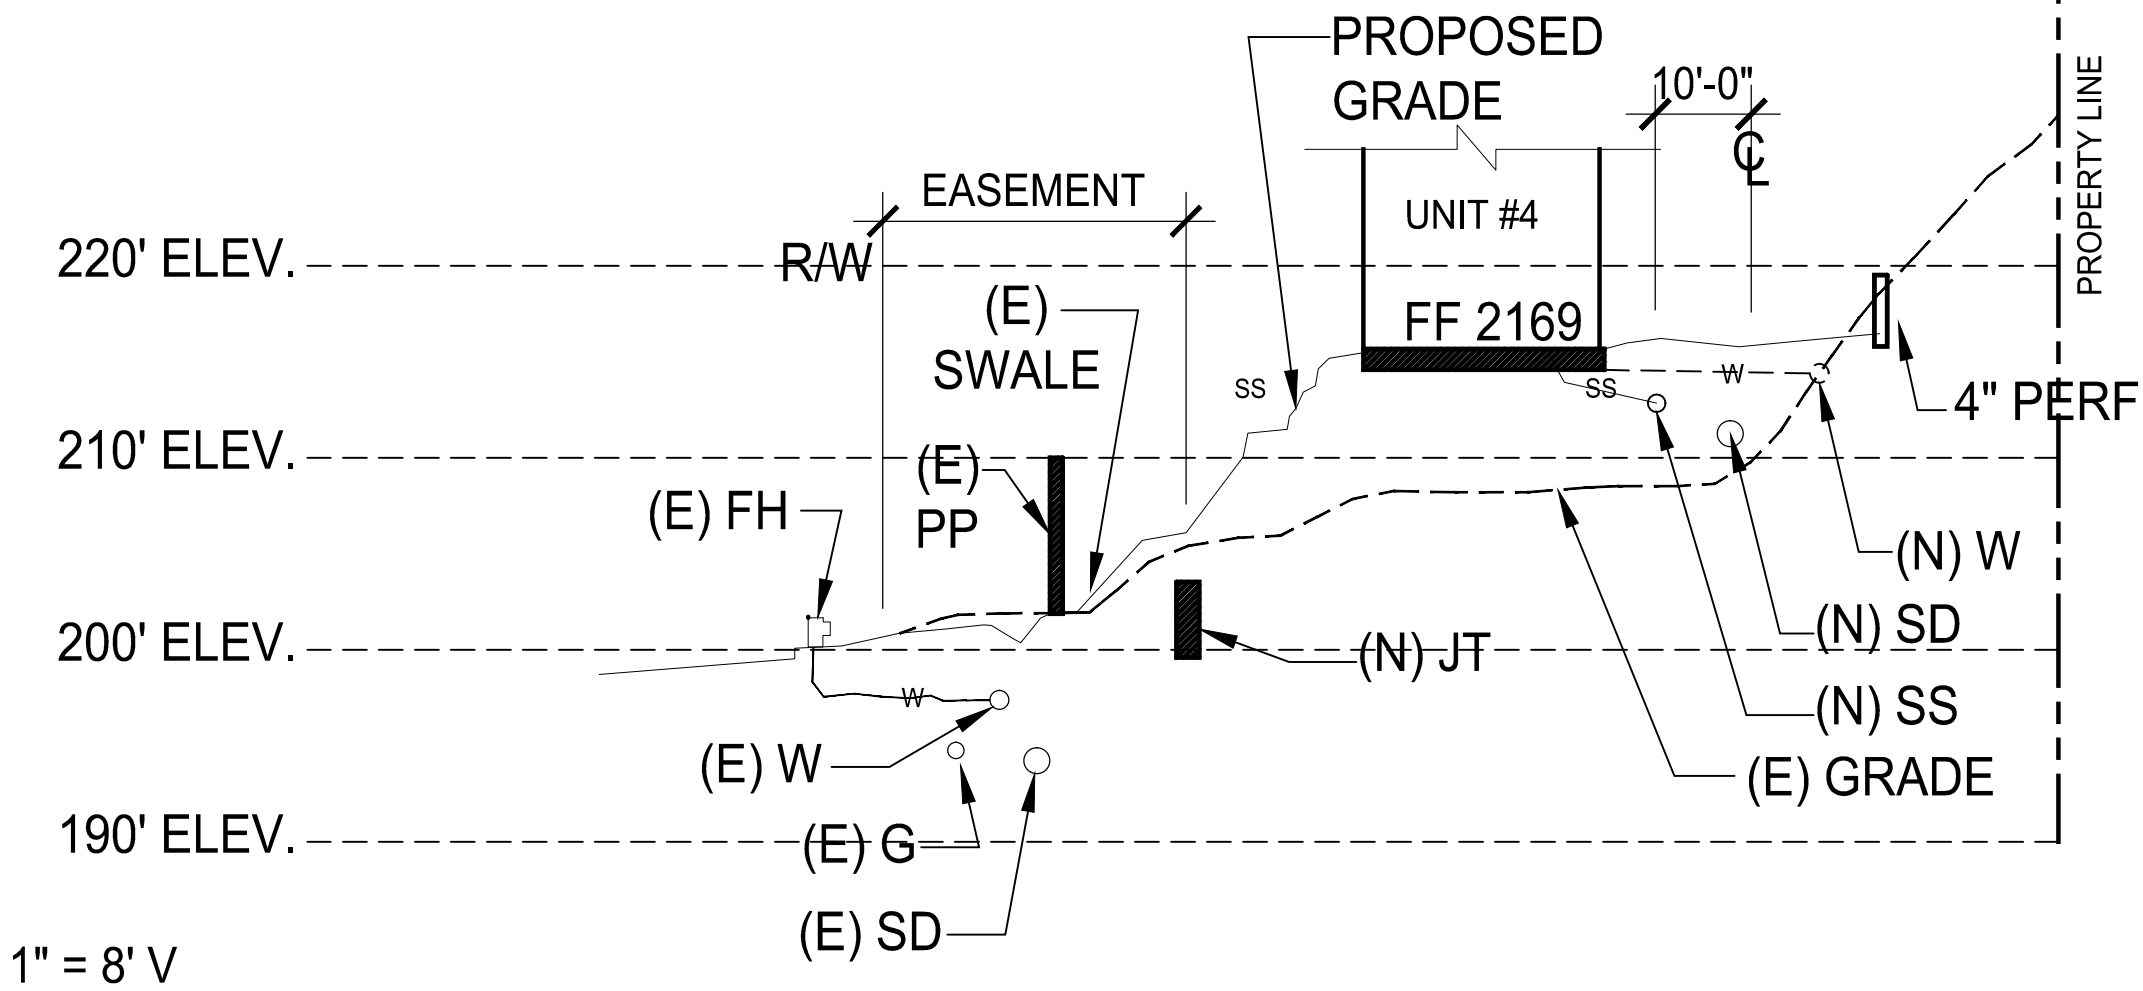 PROPOSED
GRADE
10'-0"
℄
PROPERTY LINE
EASEMENT
UNIT #4
220' ELEV.
R/W
(E)
SWALE
FF 2169
SS
SS
W
4" PERF
210' ELEV.
(E)
PP
(E) FH
(N) W
200' ELEV.
(N) JT
(N) SD
W
(N) SS
(E) W
(E) GRADE
190' ELEV.
(E) G
(E) SD
1" = 8' V